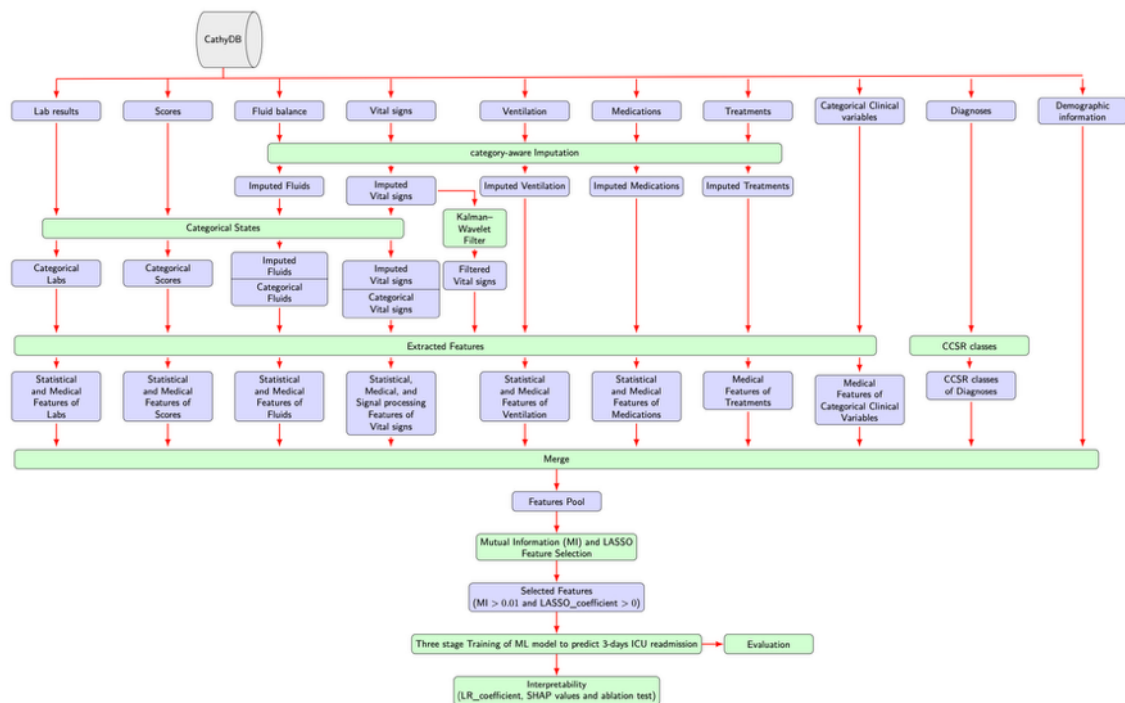 CathyDB
Lab results
Scores
Fluid balance
Vital signs
Ventilation
Medications
Treatments
Categorical Clinical
variables
Diagnoses
Demographic
information
category-aware Imputation
Imputed Fluids
Imputed
Vital signs
Imputed Ventilation
Imputed Medications
Imputed Treatments
Categorical States
Kalman–
Wavelet
Filter
Categorical
Labs
Categorical
Scores
Imputed
Fluids
Categorical
Fluids
Imputed
Vital signs
Categorical
Vital signs
Filtered
Vital signs
Extracted Features
CCSR classes
Statistical
and Medical
Features of
Labs
Statistical
and Medical
Features of
Scores
Statistical
and Medical
Features of
Fluids
Statistical,
Medical, and
Signal processing
Features of
Vital signs
Statistical
and Medical
Features of
Ventilation
Statistical
and Medical
Features of
Medications
Medical
Features of
Treatments
Medical
Features of
Categorical Clinical
Variables
CCSR classes
of Diagnoses
Merge
Features Pool
Mutual Information (MI) and LASSO
Feature Selection
Selected Features
(MI > 0.01 and LASSO_coefficient > 0)
Three stage Training of ML model to predict 3-days ICU readmission
Evaluation
Interpretability
(LR_coefficient, SHAP values and ablation test)